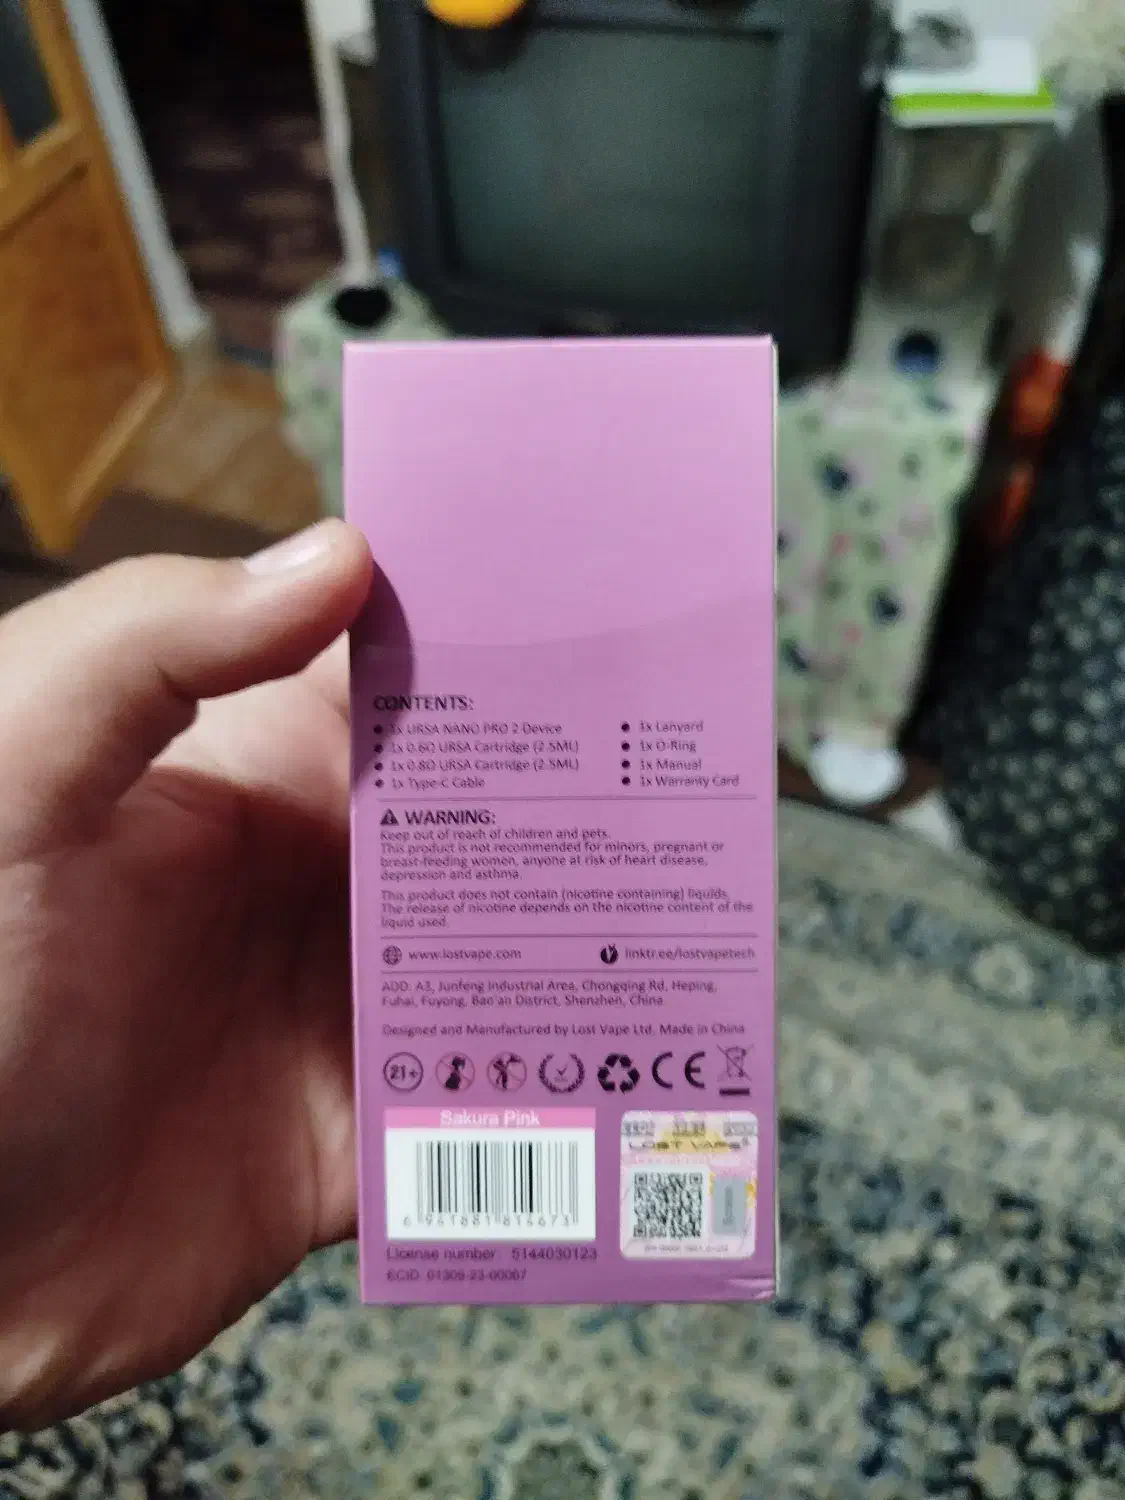 CONTENTS:
1x URSA NANO PRO 2 Device
1x 0.6Ω URSA Cartridge (2.5ML)
1x 0.8Ω URSA Cartridge (2.5ML)
1x Type-C Cable
1x Lanyard
1x O-Ring
1x Manual
1x Warranty Card
WARNING:
Keep out of reach of children and pets.
This product is not recommended for minors, pregnant or
breast-feeding women, anyone at risk of heart disease,
depression and asthma.
This product does not contain (nicotine containing) liquids.
The release of nicotine depends on the nicotine content of the
liquid used.
www.lostvape.com
linktr.ee/lostvapetech
ADD: A3, Junfeng Industrial Area, Chongqing Rd, Heping,
Fuhai, Fuyong, Bao'an District, Shenzhen, China
Designed and Manufactured by Lost Vape Ltd. Made in China
21+
CE
Sakura Pink
LOST VAPE
6 941881 814673
License number: 5144030123
ECID: 01309-23-00067